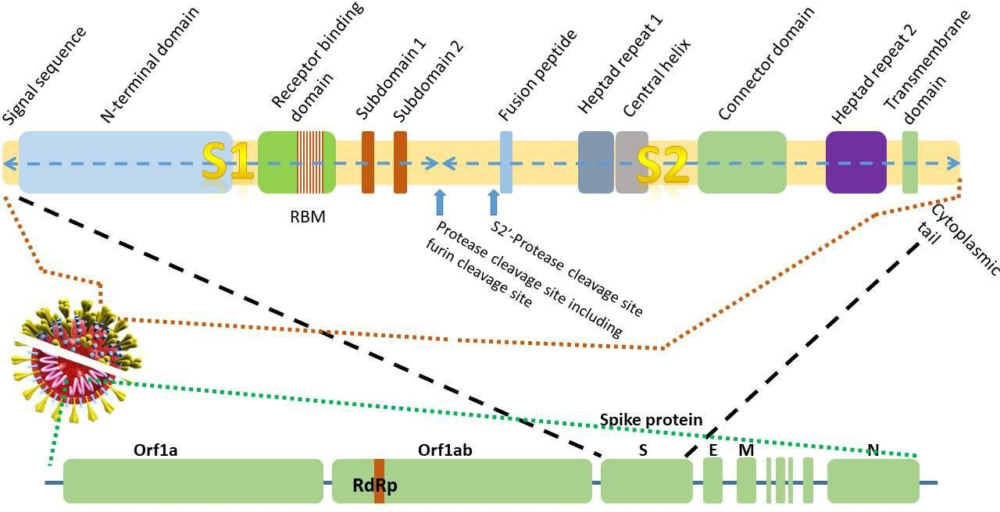 Signal sequence
N-terminal domain
Receptor binding
domain
Subdomain 1
Subdomain 2
Fusion peptide
Heptad repeat 1
Central helix
Connector domain
Heptad repeat 2
Transmembrane
domain
S1
S2
RBM
Protease cleavage site including
furin cleavage site
S2’-Protease cleavage site
Cytoplasmic
tail
Spike protein
Orf1a
Orf1ab
S
E
M
N
RdRp